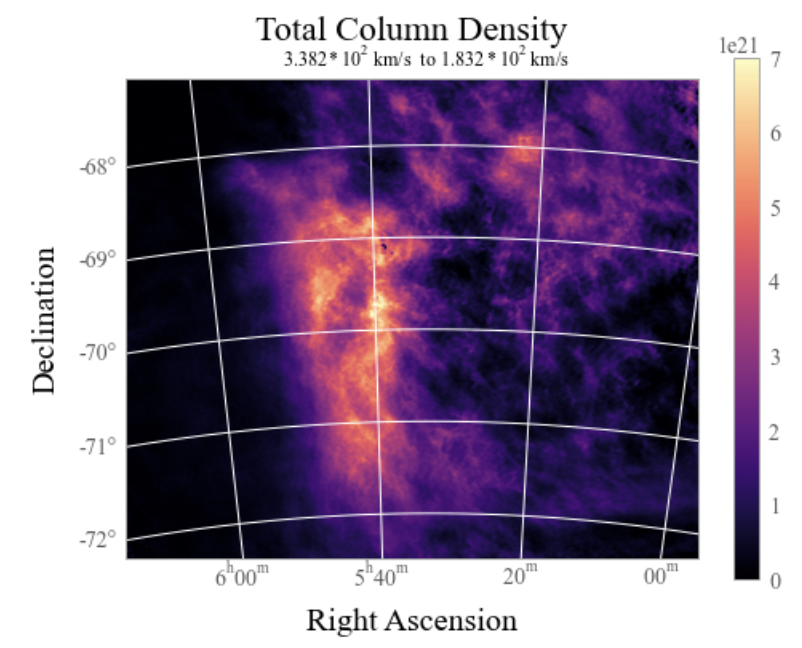 Total Column Density
3.382 * 10² km/s to 1.832 * 10² km/s
1e21
7
6
5
4
3
2
1
0
-68°
-69°
-70°
-71°
-72°
Declination
6ʰ00ᵐ
5ʰ40ᵐ
20ᵐ
00ᵐ
Right Ascension